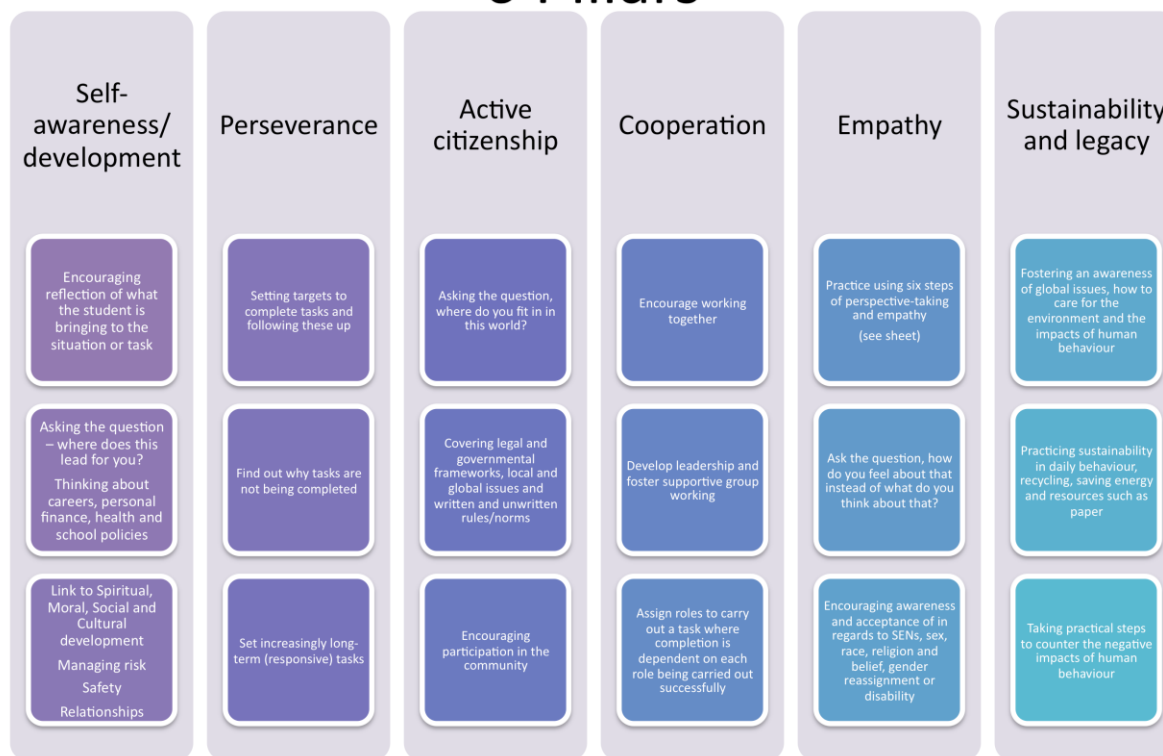 Self-
awareness/
development
Encouraging
reflection of what
the student is
bringing to the
situation or task
Asking the question
– where does this
lead for you?
Thinking about
careers, personal
finance, health and
school policies
Link to Spiritual,
Moral, Social and
Cultural
development
Managing risk
Safety
Relationships
Perseverance
Setting targets to
complete tasks and
following these up
Find out why tasks are
not being completed
Set increasingly long-
term (responsive) tasks
Active
citizenship
Asking the question,
where do you fit in in
this world?
Covering legal and
governmental
frameworks, local and
global issues and
written and unwritten
rules/norms
Encouraging
participation in the
community
Cooperation
Encourage working
together
Develop leadership and
foster supportive group
working
Assign roles to carry
out a task where
completion is
dependent on each
role being carried out
successfully
Empathy
Practice using six steps
of perspective-taking
and empathy
(see sheet)
Ask the question, how
do you feel about that
instead of what do you
think about that?
Encouraging awareness
and acceptance of in
regards to SENs, sex,
race, religion and
belief, gender
reassignment or
disability
Sustainability
and legacy
Fostering an awareness
of global issues, how to
care for the
environment and the
impacts of human
behaviour
Practicing sustainability
in daily behaviour,
recycling, saving energy
and resources such as
paper
Taking practical steps
to counter the negative
impacts of human
behaviour